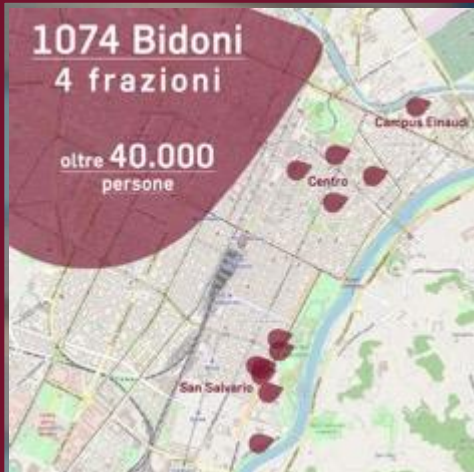 1074 Bidoni
4 frazioni
oltre 40.000
persone
Campus Einaudi
Centro
San Salvario